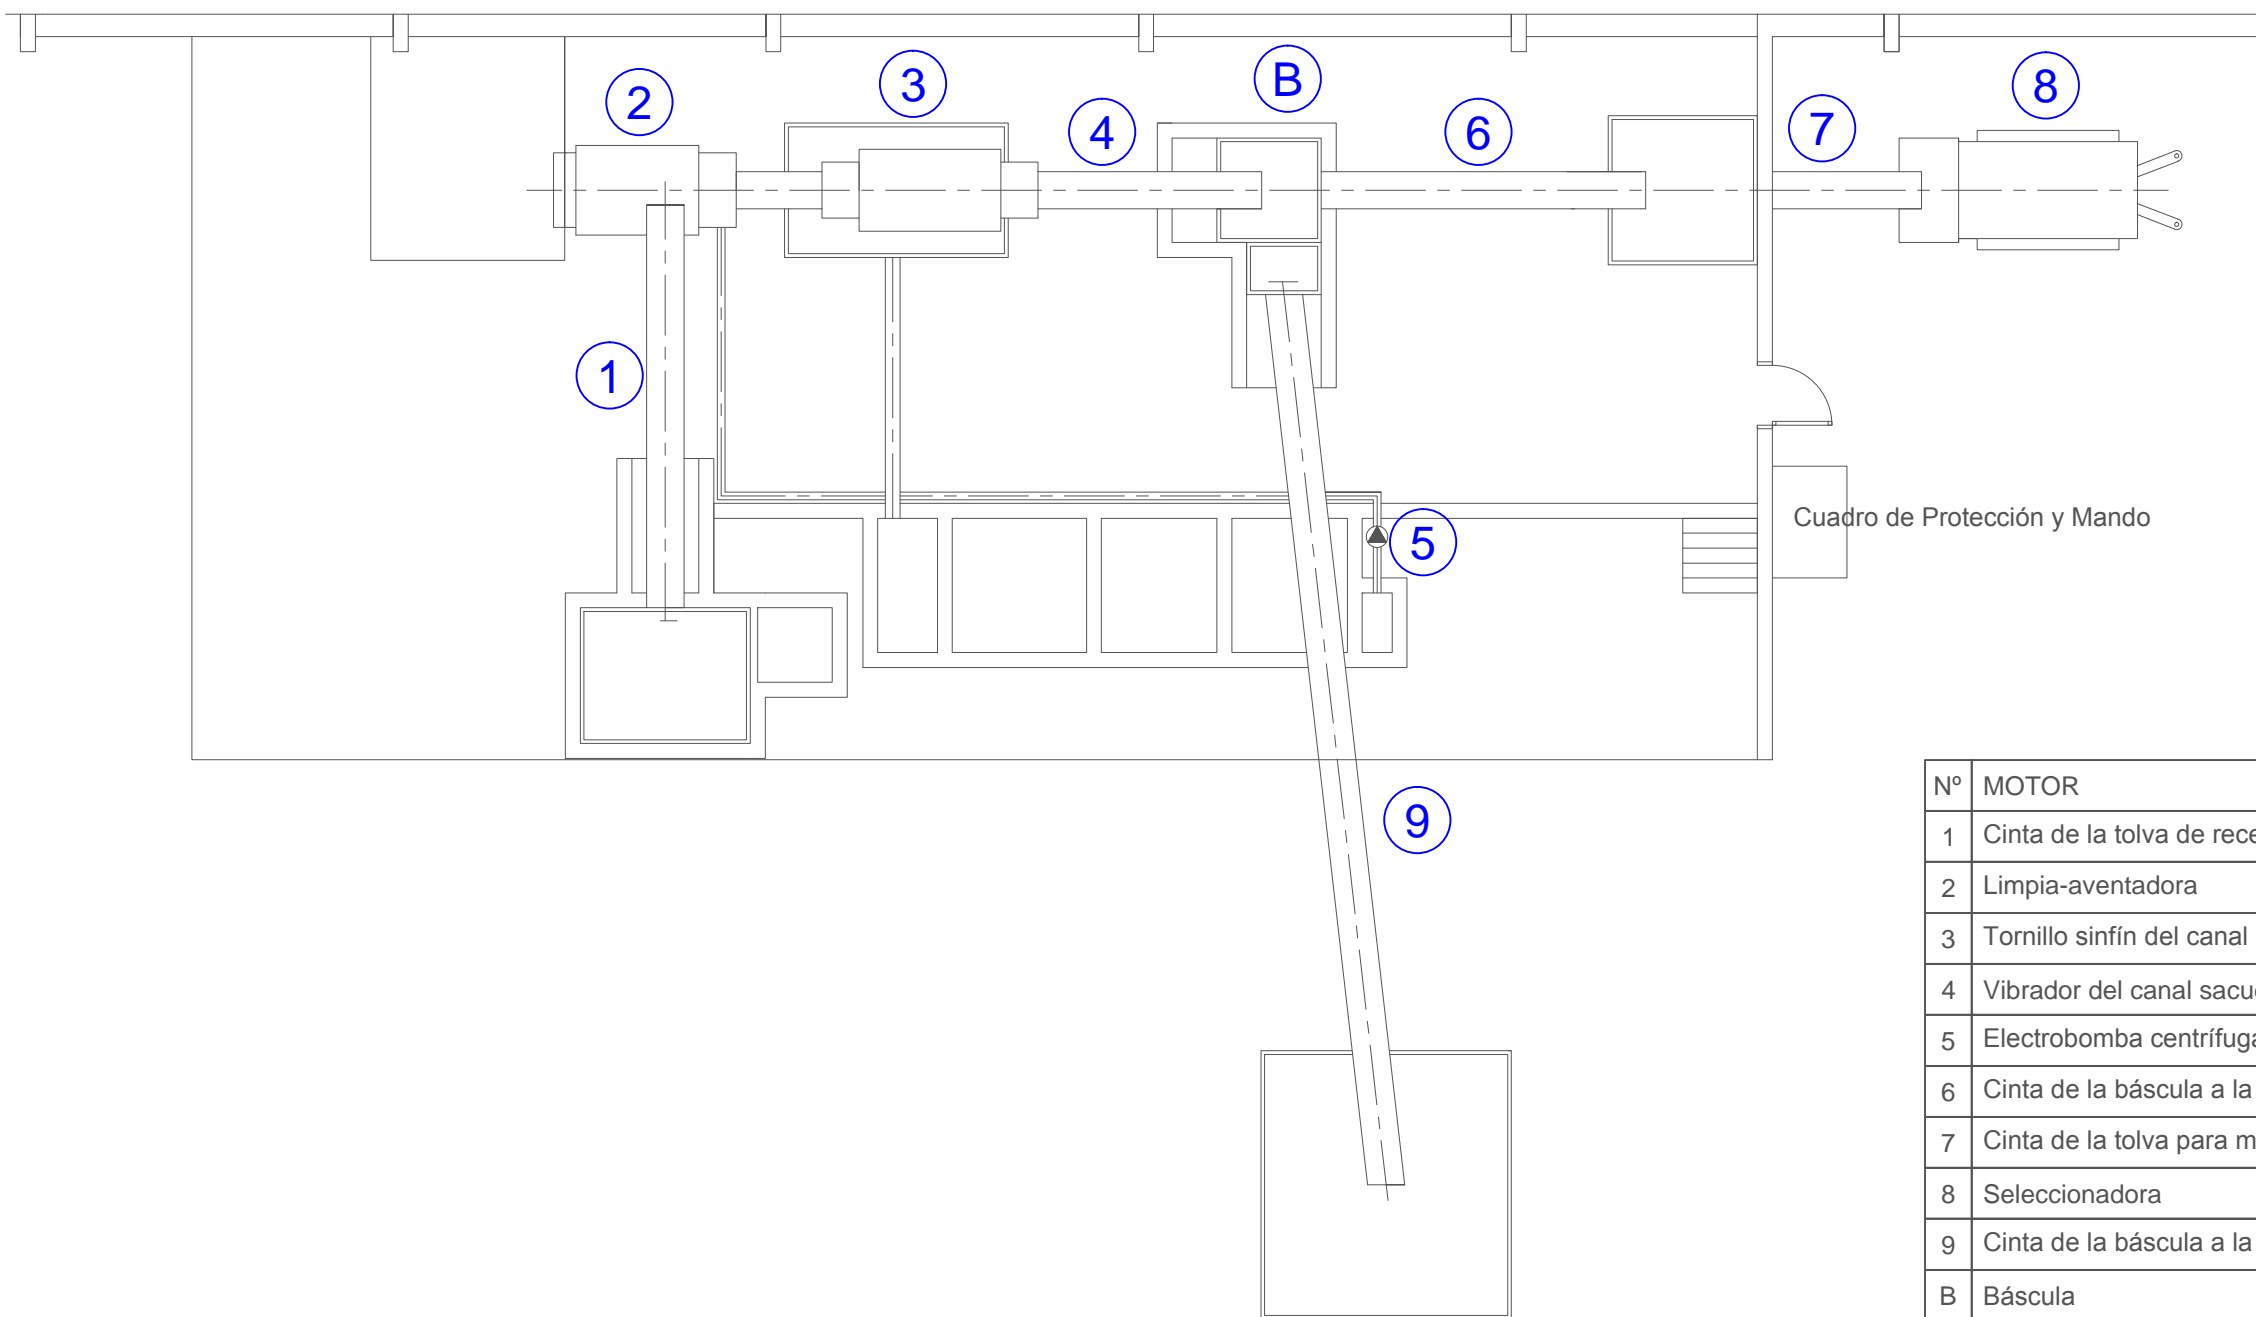 B
3
8
2
4
6
7
1
Cuadro de Protección y Mando
5
9
Nº MOTOR
1 Cinta de la tolva de rece
2 Limpia-aventadora
3 Tornillo sinfín del canal
4 Vibrador del canal sacu
5 Electrobomba centrífuga
6 Cinta de la báscula a la
7 Cinta de la tolva para m
8 Seleccionadora
9 Cinta de la báscula a la
B Báscula